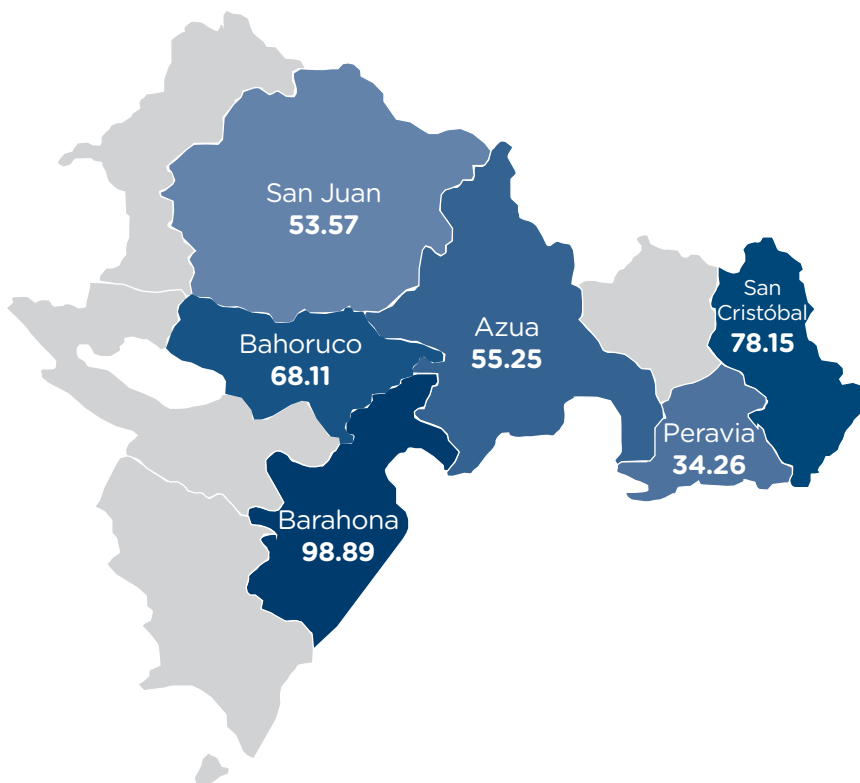 San Juan
53.57
San
Cristóbal
78.15
Azua
55.25
Bahoruco
68.11
Peravia
34.26
Barahona
98.89